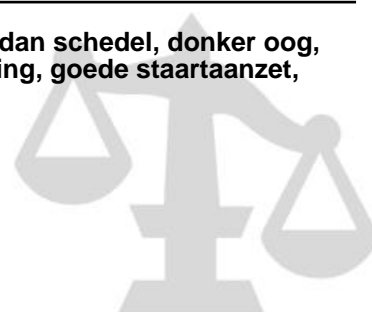 dan schedel, donker oog,
ing, goede staartaanzet,